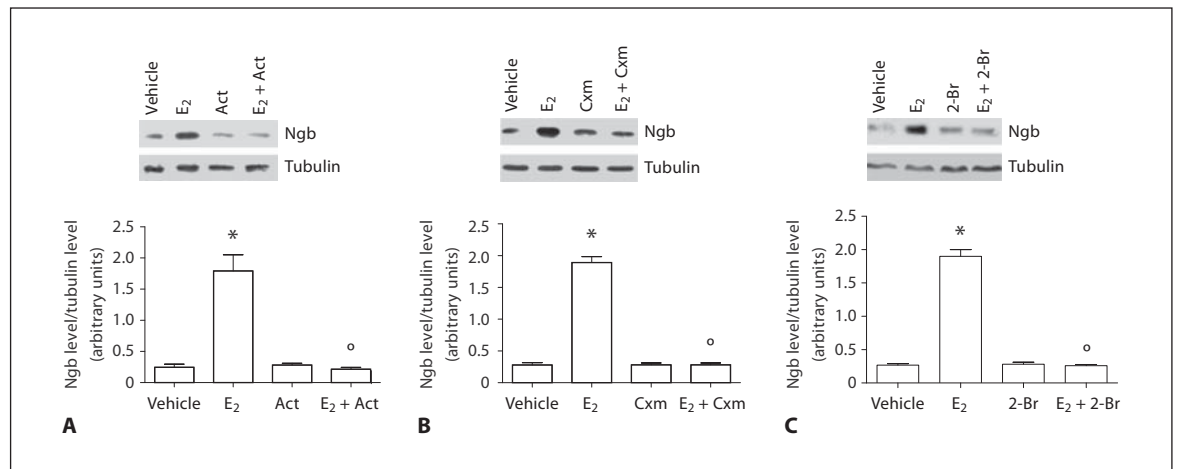 Vehicle
E₂
Act
E₂ + Act
Ngb
Tubulin
Ngb level/tubulin level
(arbitrary units)
2.5
2.0
1.5
1.0
0.5
0
*
o
Vehicle E₂ Act E₂ + Act
A
Vehicle
E₂
Cxm
E₂ + Cxm
Ngb
Tubulin
Ngb level/tubulin level
(arbitrary units)
2.5
2.0
1.5
1.0
0.5
0
*
o
Vehicle E₂ Cxm E₂ + Cxm
B
Vehicle
E₂
2-Br
E₂ + 2-Br
Ngb
Tubulin
Ngb level/tubulin level
(arbitrary units)
2.5
2.0
1.5
1.0
0.5
0
*
o
Vehicle E₂ 2-Br E₂ + 2-Br
C